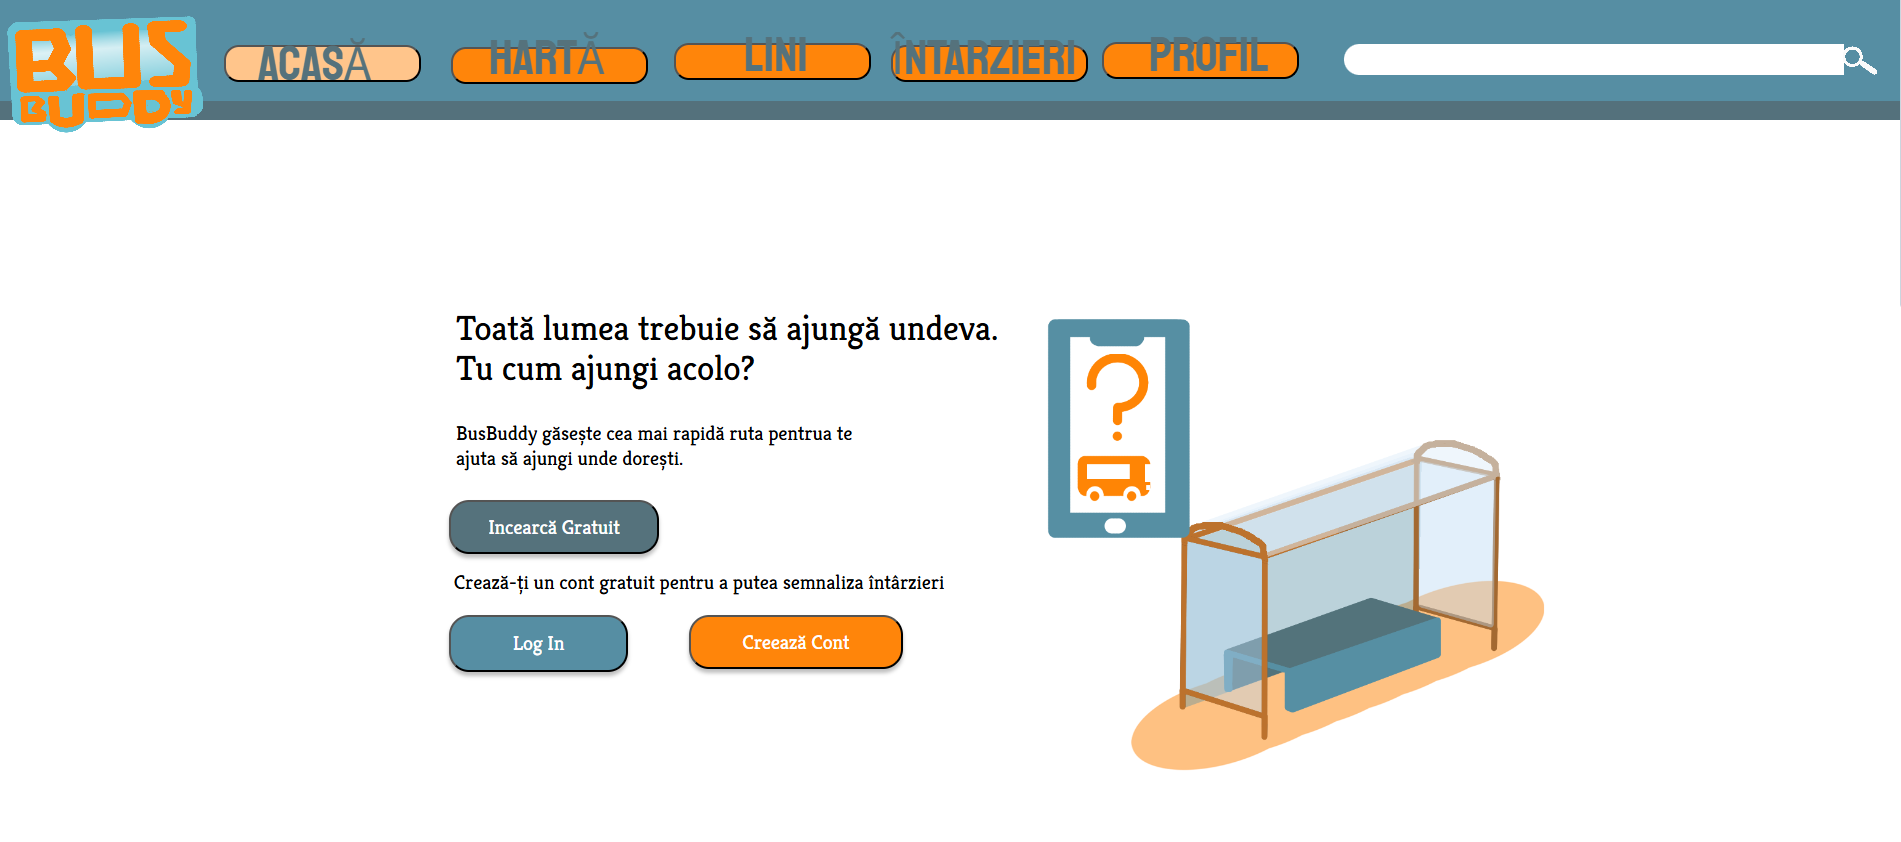 BUS
BUDDY
ACASĂ
HARTĂ
LINI
ÎNTARZIERI
PROFIL
Toată lumea trebuie să ajungă undeva.
Tu cum ajungi acolo?
BusBuddy găsește cea mai rapidă ruta pentrua te
ajuta să ajungi unde dorești.
Incearcă Gratuit
Crează-ți un cont gratuit pentru a putea semnaliza întârzieri
Log In
Creează Cont
?